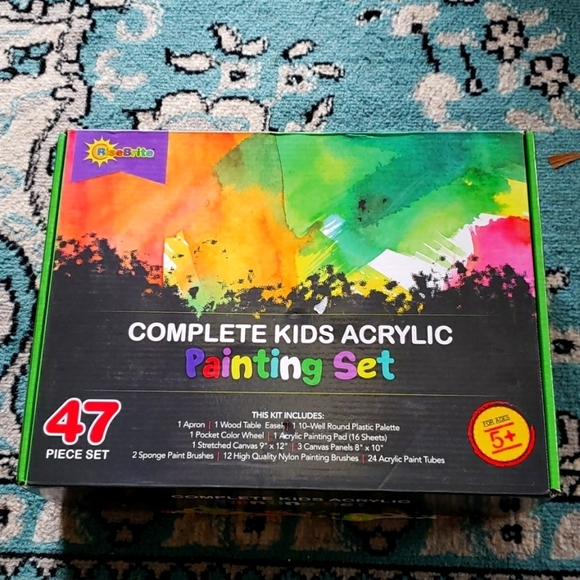 RiseBrite
COMPLETE KIDS ACRYLIC
Painting Set
47
PIECE SET
THIS KIT INCLUDES:
1 Apron | 1 Wood Table Easel | 1 10-Well Round Plastic Palette
1 Pocket Color Wheel | 1 Acrylic Painting Pad (16 Sheets)
1 Stretched Canvas 9" x 12" | 3 Canvas Panels 8" x 10"
2 Sponge Paint Brushes | 12 High Quality Nylon Painting Brushes | 24 Acrylic Paint Tubes
FOR AGES
5+
COMPLETE KIDS ACRYLIC